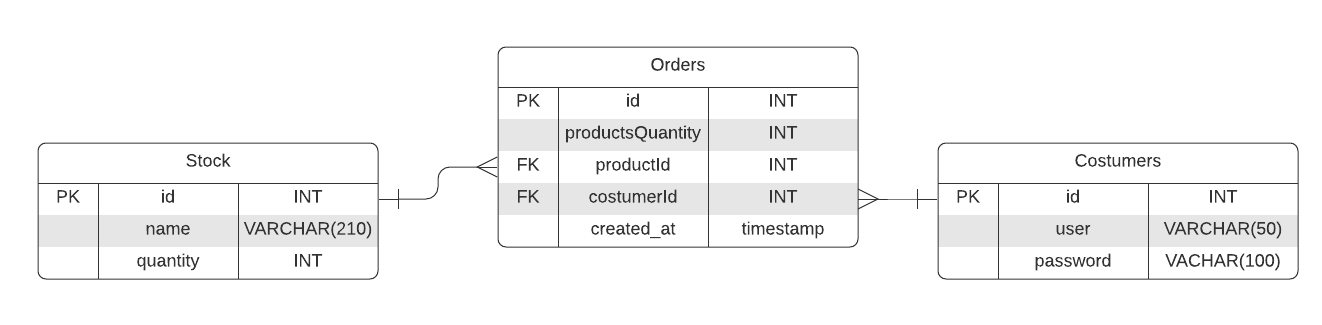 Stock
PK id INT
name VARCHAR(210)
quantity INT
Orders
PK id INT
productsQuantity INT
FK productId INT
FK costumerId INT
created_at timestamp
Costumers
PK id INT
user VARCHAR(50)
password VACHAR(100)